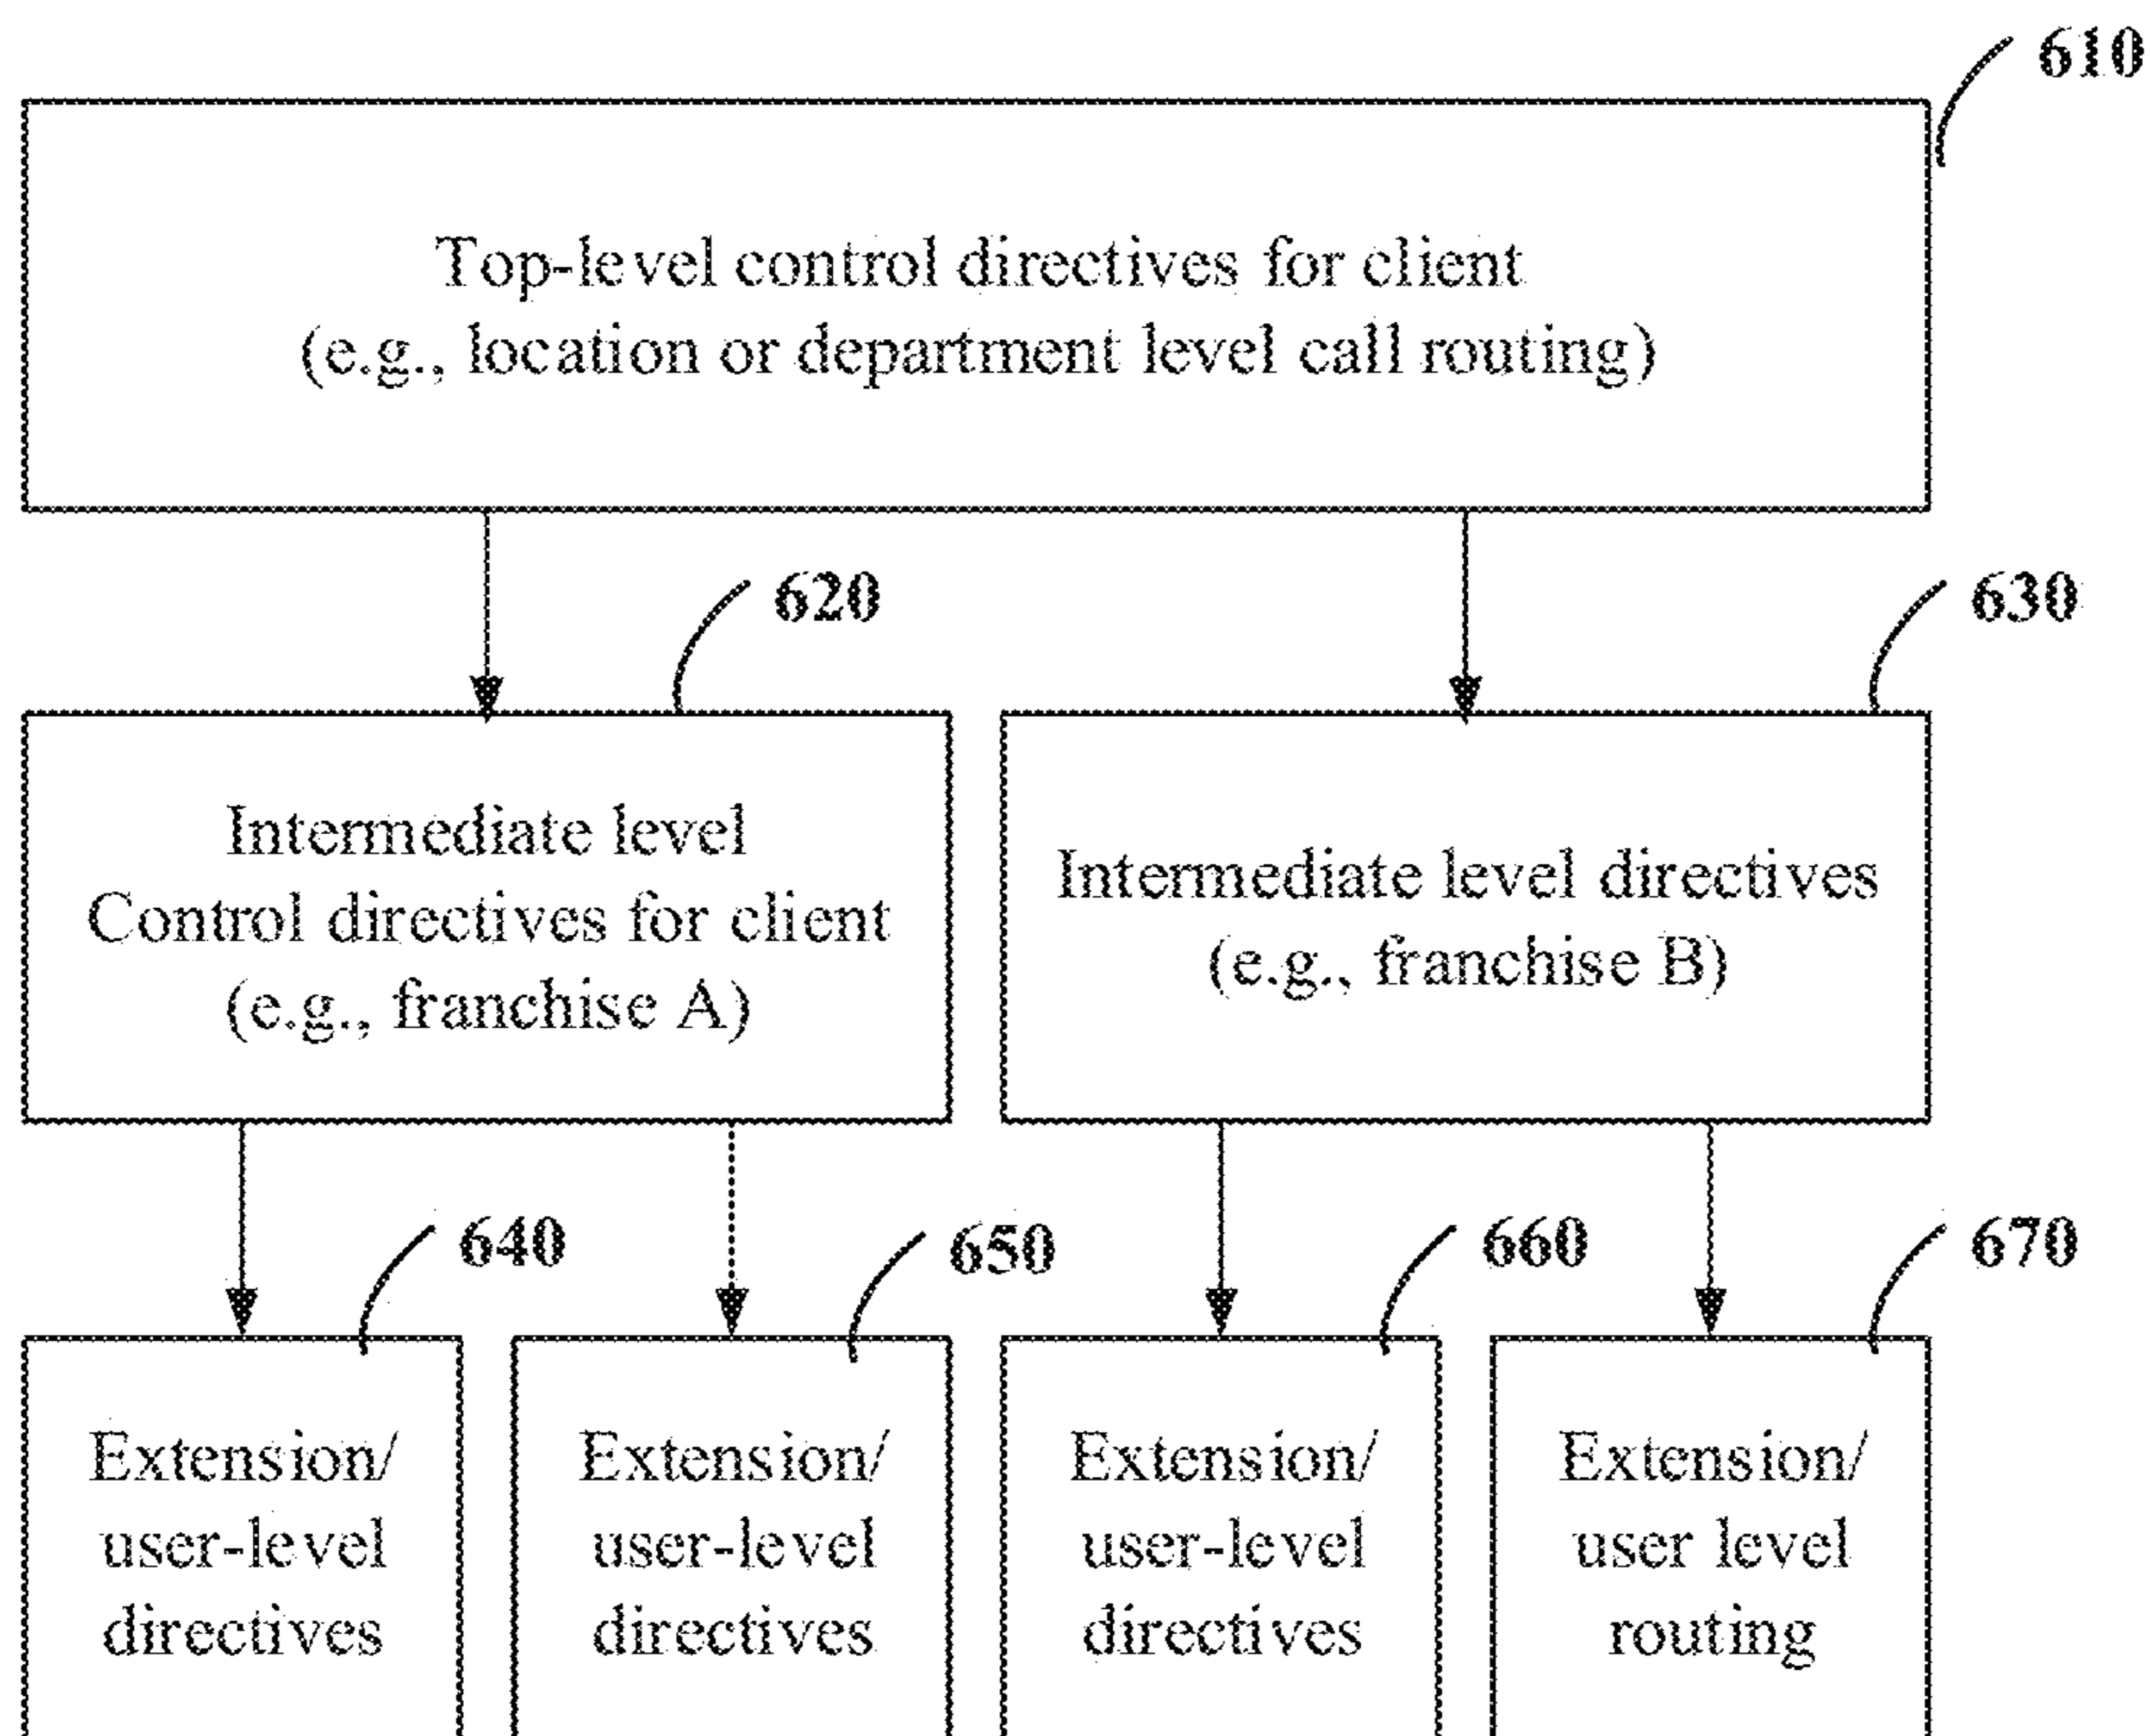 610
Top-level control directives for client
(e.g., location or department level call routing)
620
630
Intermediate level
Control directives for client
(e.g., franchise A)
Intermediate level directives
(e.g., franchise B)
640
650
660
670
Extension/
user-level
directives
Extension/
user-level
directives
Extension/
user-level
directives
Extension/
user level
routing